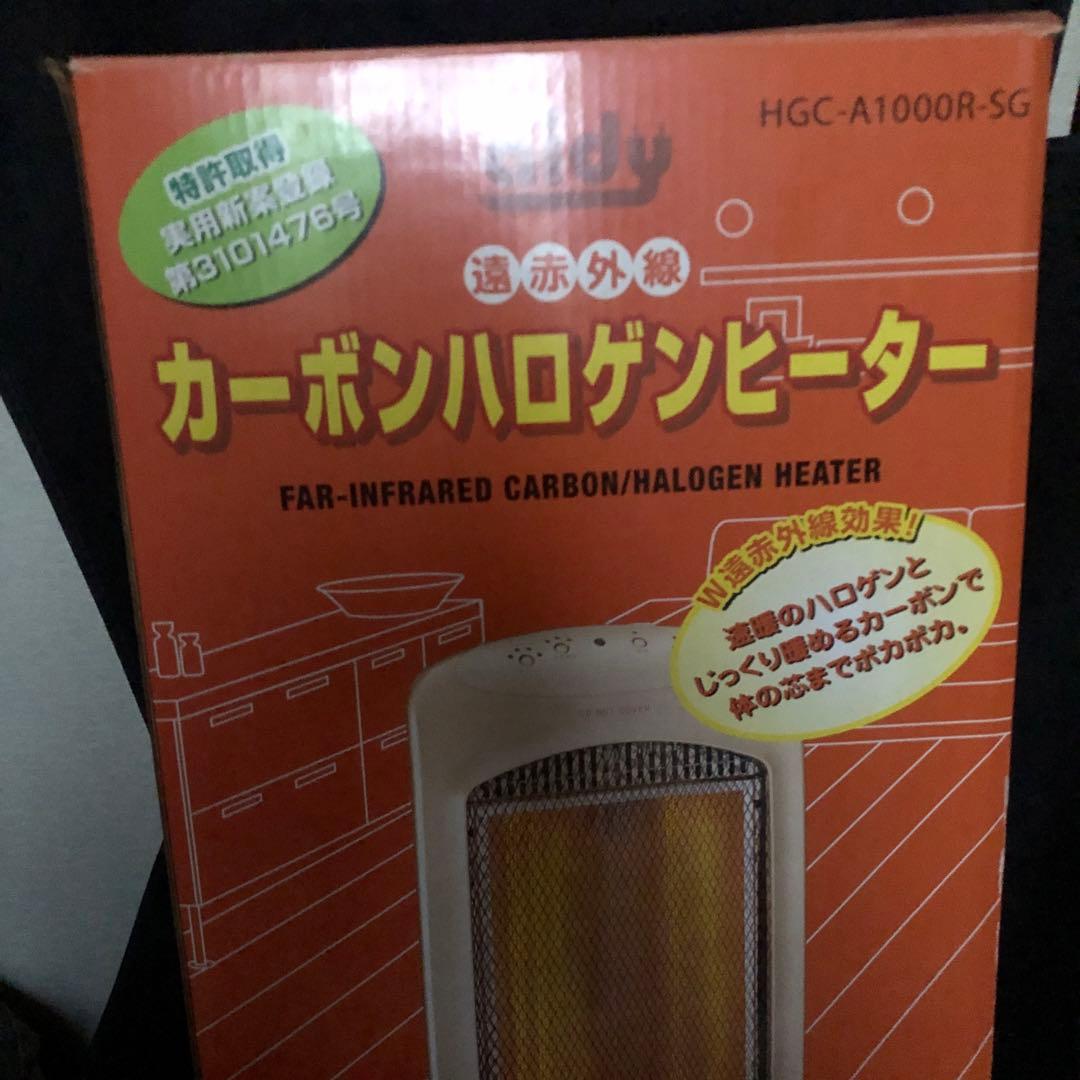 HGC-A1000R-SG
特許取得
実用新案登録
第3101476号
遠赤外線
カーボンハロゲンヒーター
FAR-INFRARED CARBON/HALOGEN HEATER
W遠赤外線効果!
速暖のハロゲンと
じっくり暖めるカーボンで
体の芯までポカポカ。
DO NOT COVER